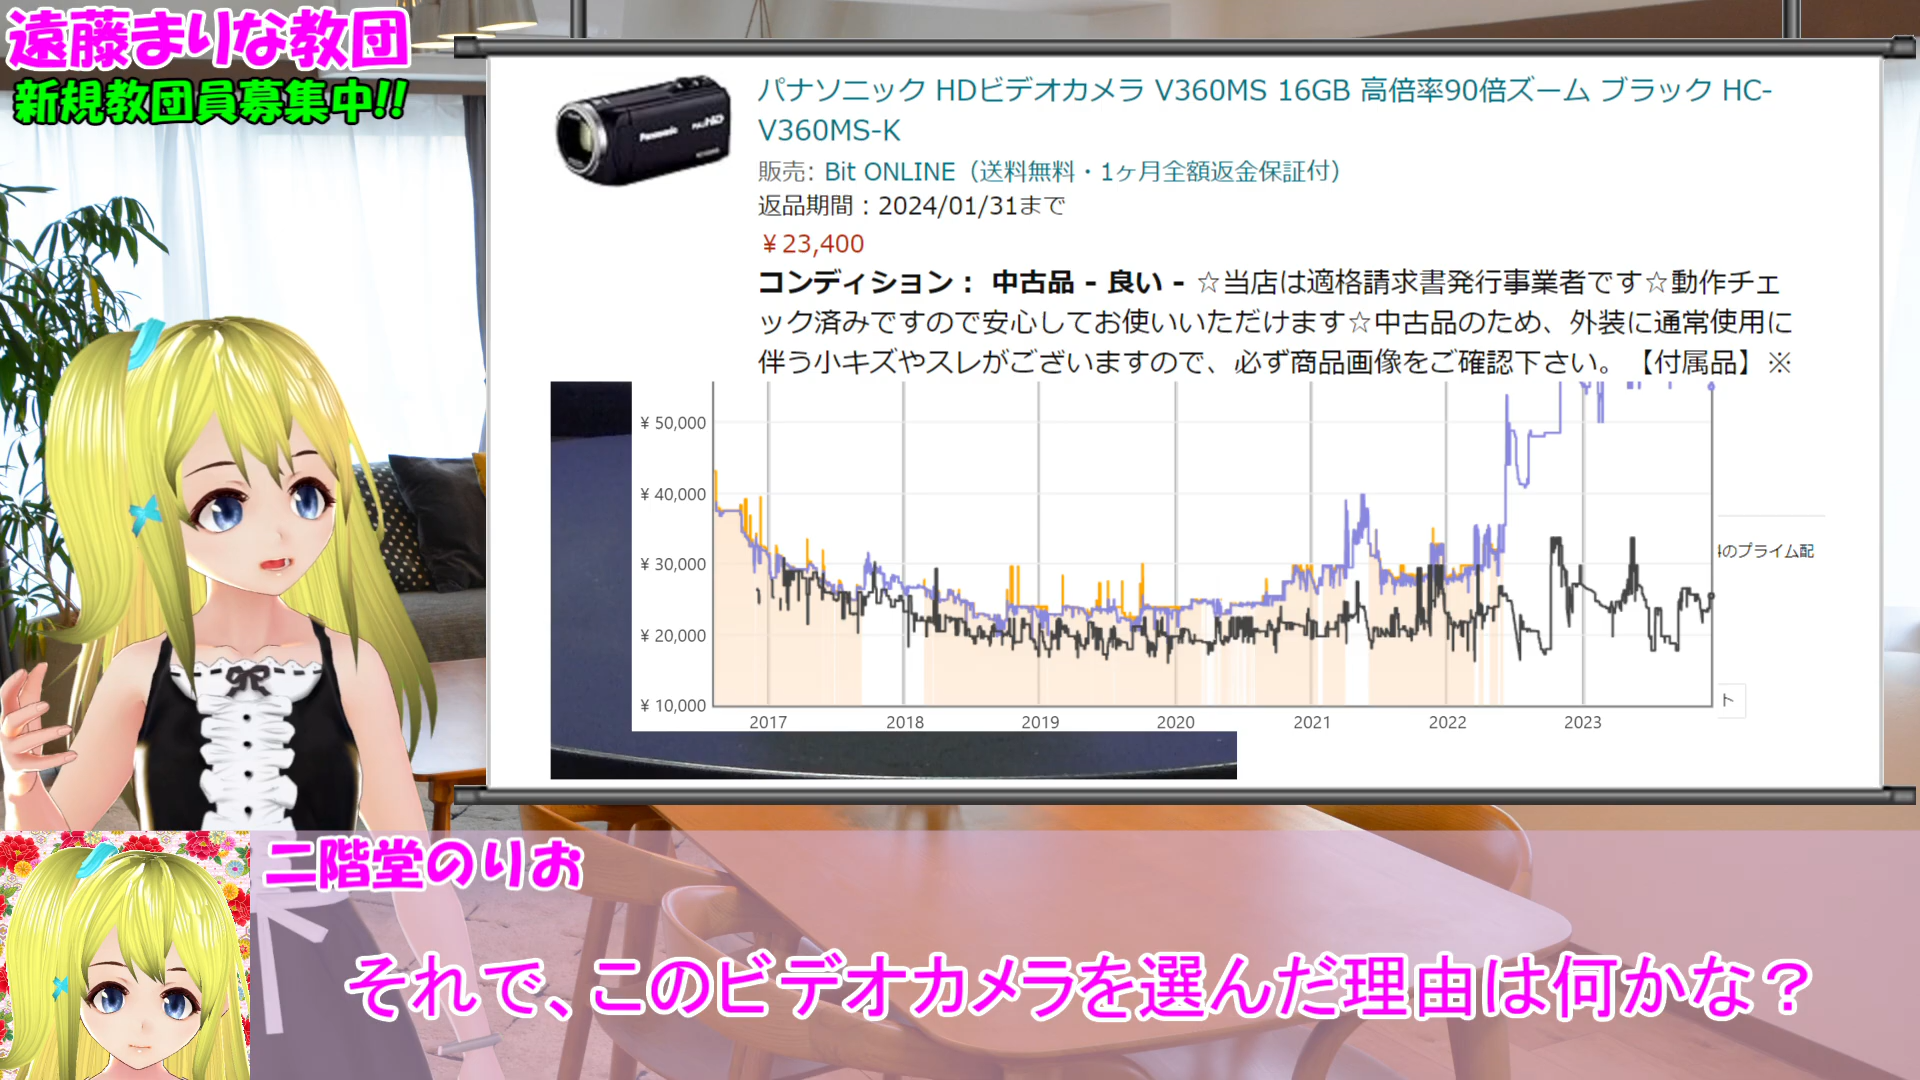 遠藤まりな教団
新規教団員募集中!!
パナソニック HDビデオカメラ V360MS 16GB 高倍率90倍ズーム ブラック HC-
V360MS-K
販売: Bit ONLINE（送料無料・1ヶ月全額返金保証付）
返品期間：2024/01/31まで
￥23,400
コンディション： 中古品 - 良い - ☆当店は適格請求書発行事業者です☆動作チェ
ック済みですので安心してお使いいただけます☆中古品のため、外装に通常使用に
伴う小キズやスレがございますので、必ず商品画像をご確認下さい。【付属品】※
Panasonic
¥ 50,000
¥ 40,000
¥ 30,000
¥ 20,000
¥ 10,000
2017 2018 2019 2020 2021 2022 2023
のプライム配
ト
二階堂のりお
それで、このビデオカメラを選んだ理由は何かな？